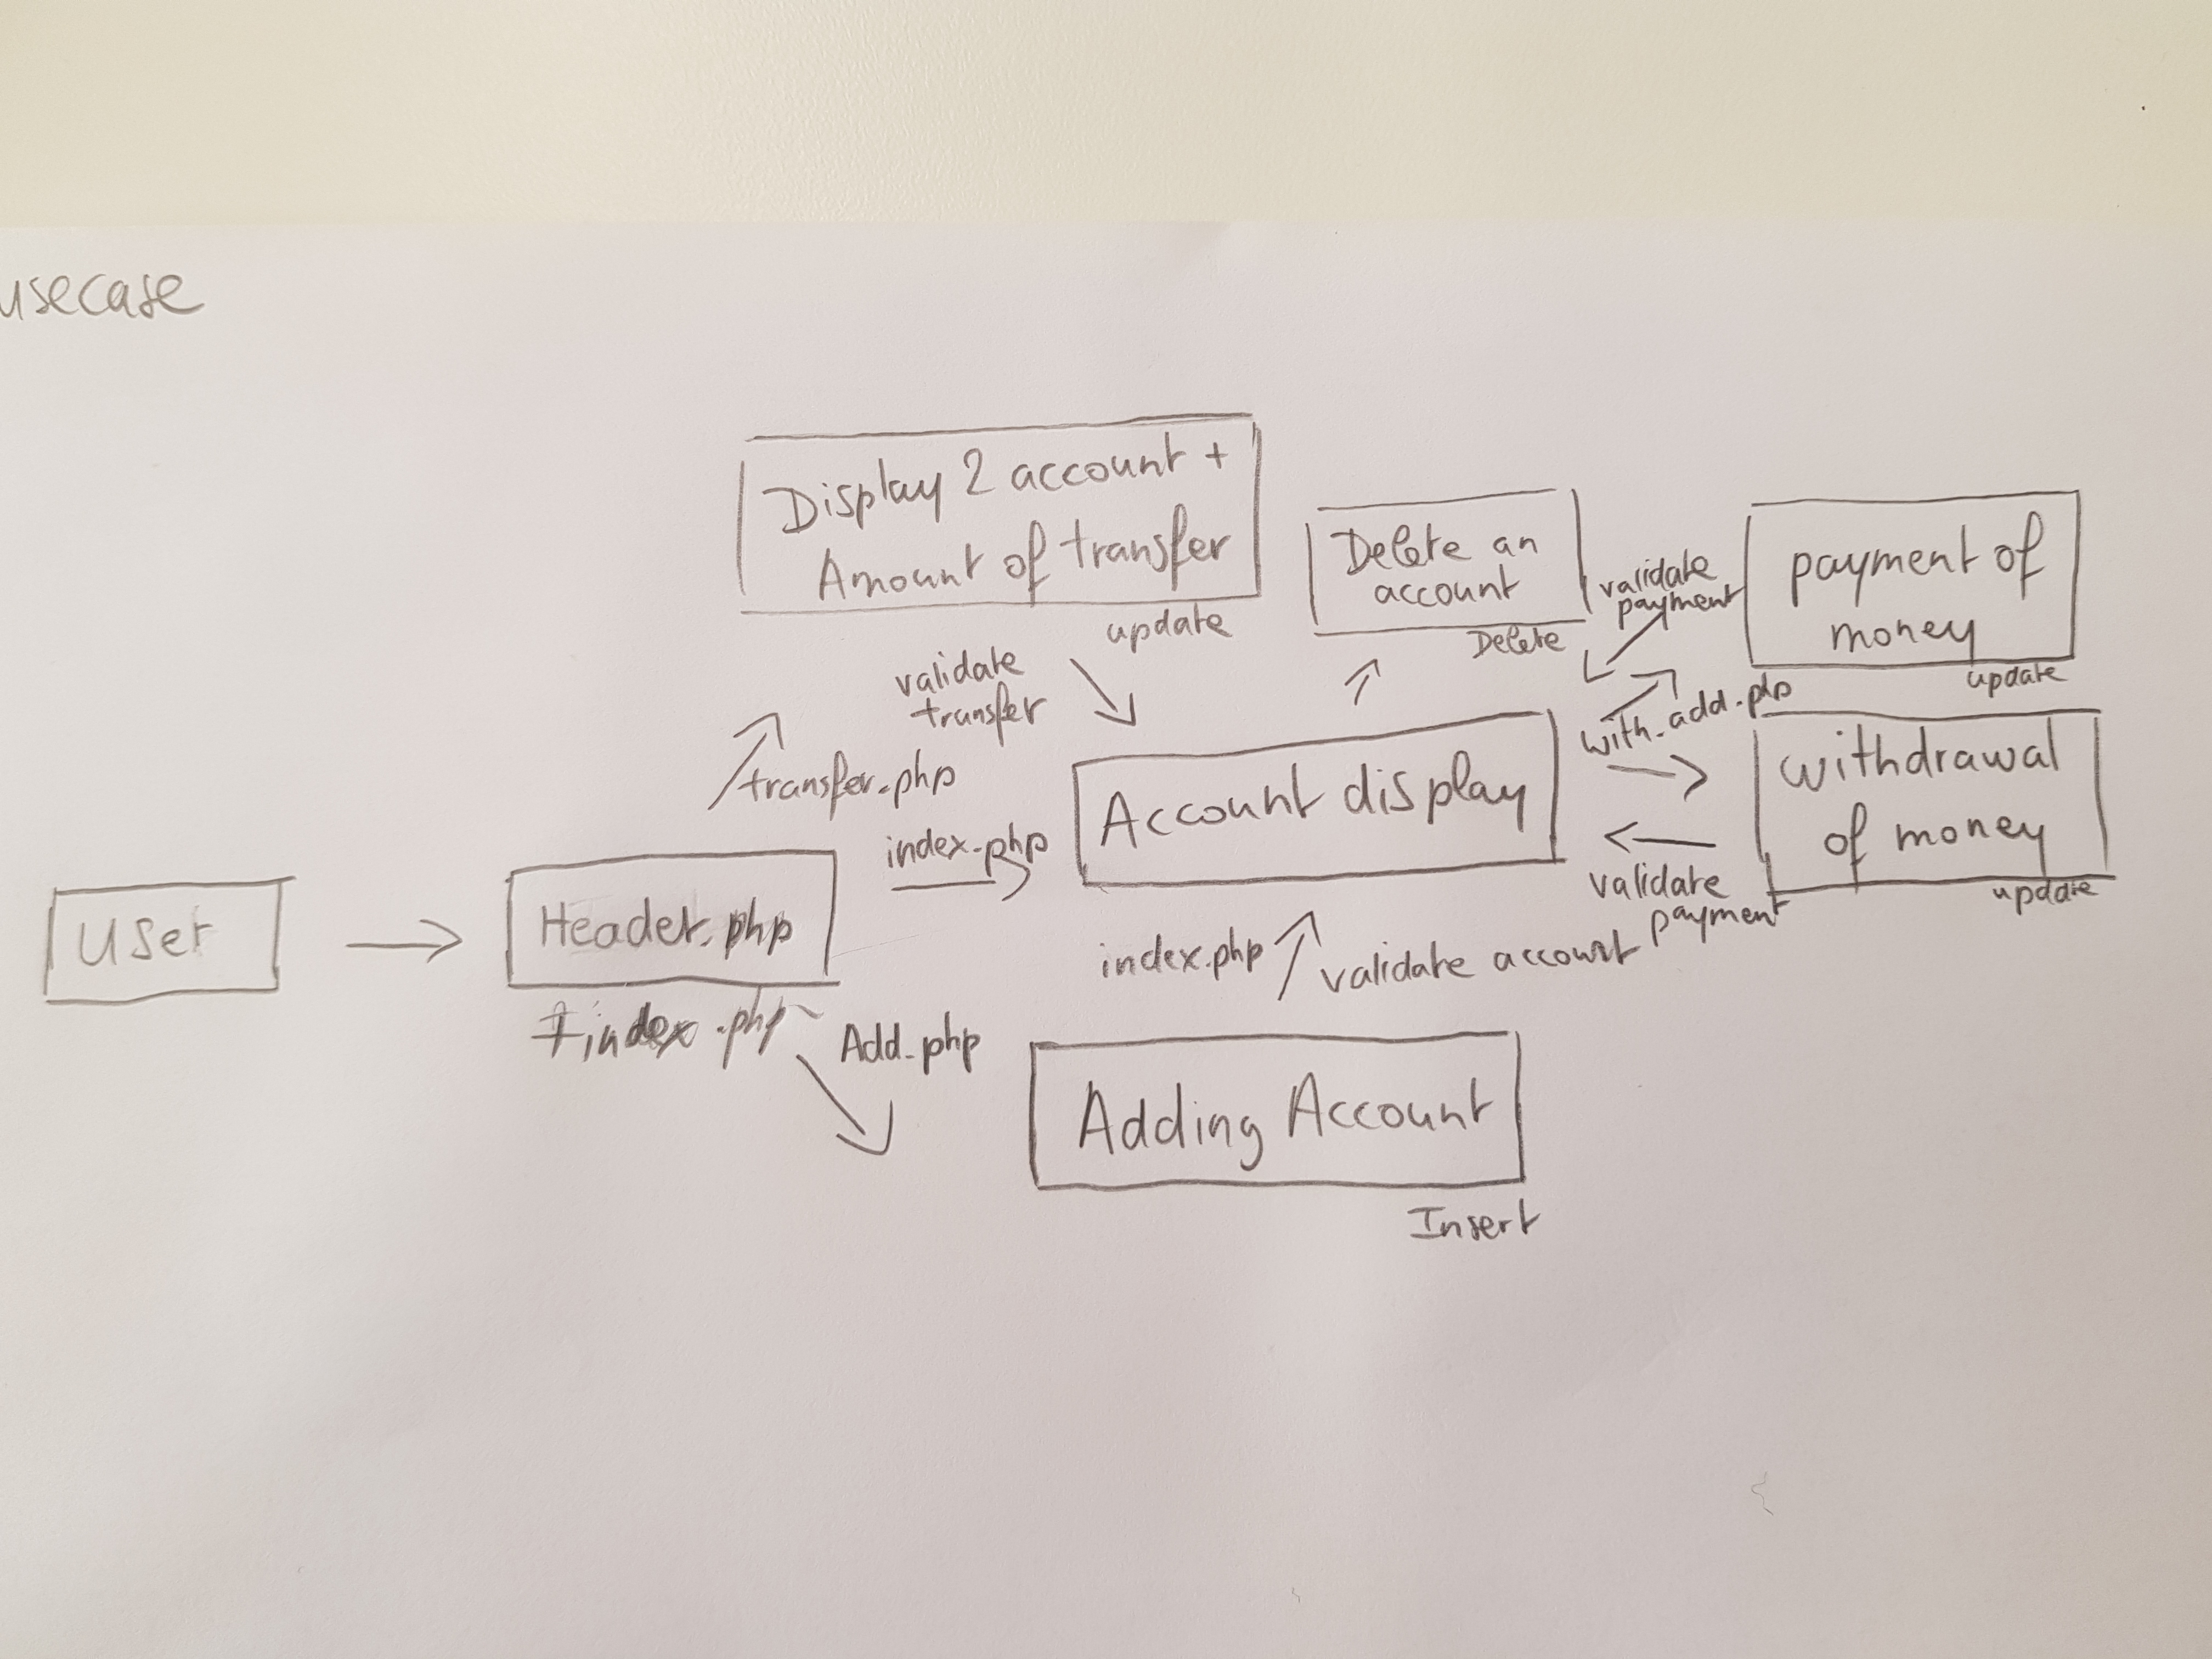 usecase
Display 2 account +
Amount of transfer
update
Delete an
account
Delete
validate
payment
payment of
money
update
validate
transfer
transfer.php
with_add.php
Account display
withdrawal
of money
update
index.php
validate
payment
User
Header.php
index.php
index.php
validate account
Add.php
Adding Account
Insert